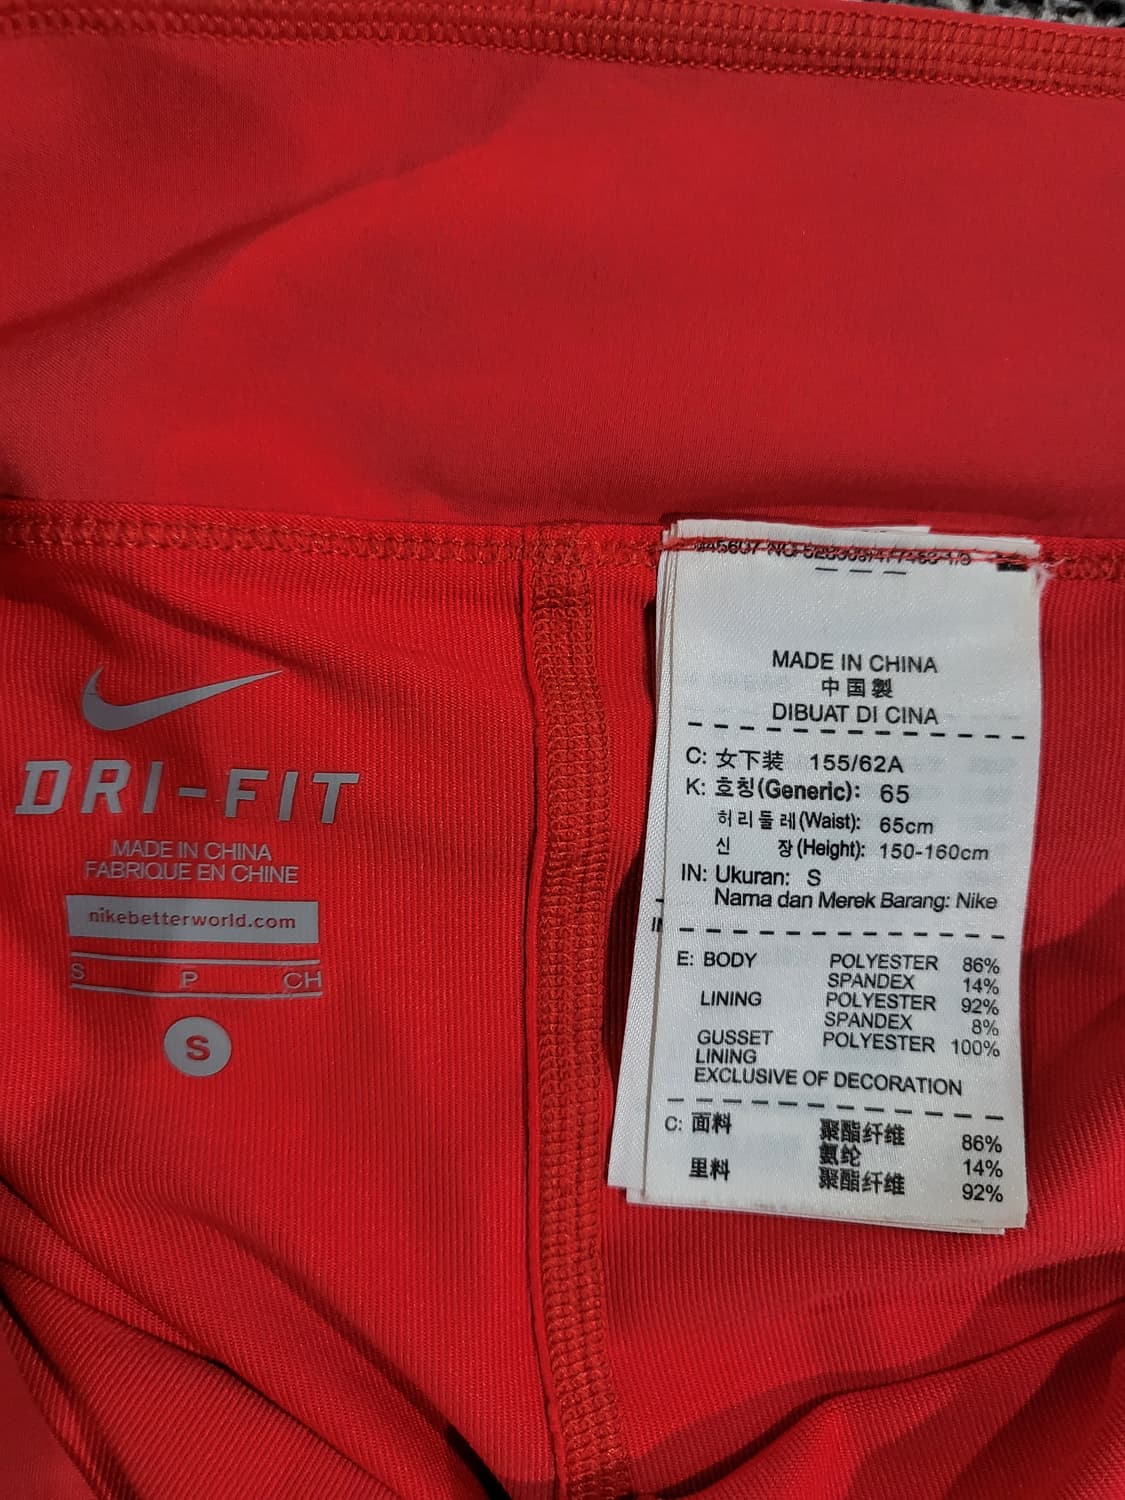 DRI-FIT
MADE IN CHINA
FABRIQUE EN CHINE
nikebetterworld.com
S P CH
S
MADE IN CHINA
中国製
DIBUAT DI CINA
C: 女下装 155/62A
K: 호칭(Generic): 65
허리둘레(Waist): 65cm
신 장(Height): 150-160cm
IN: Ukuran: S
Nama dan Merek Barang: Nike
E: BODY POLYESTER 86%
SPANDEX 14%
LINING POLYESTER 92%
SPANDEX 8%
GUSSET POLYESTER 100%
LINING
EXCLUSIVE OF DECORATION
C: 面料 聚酯纤维 86%
氨纶 14%
里料 聚酯纤维 92%